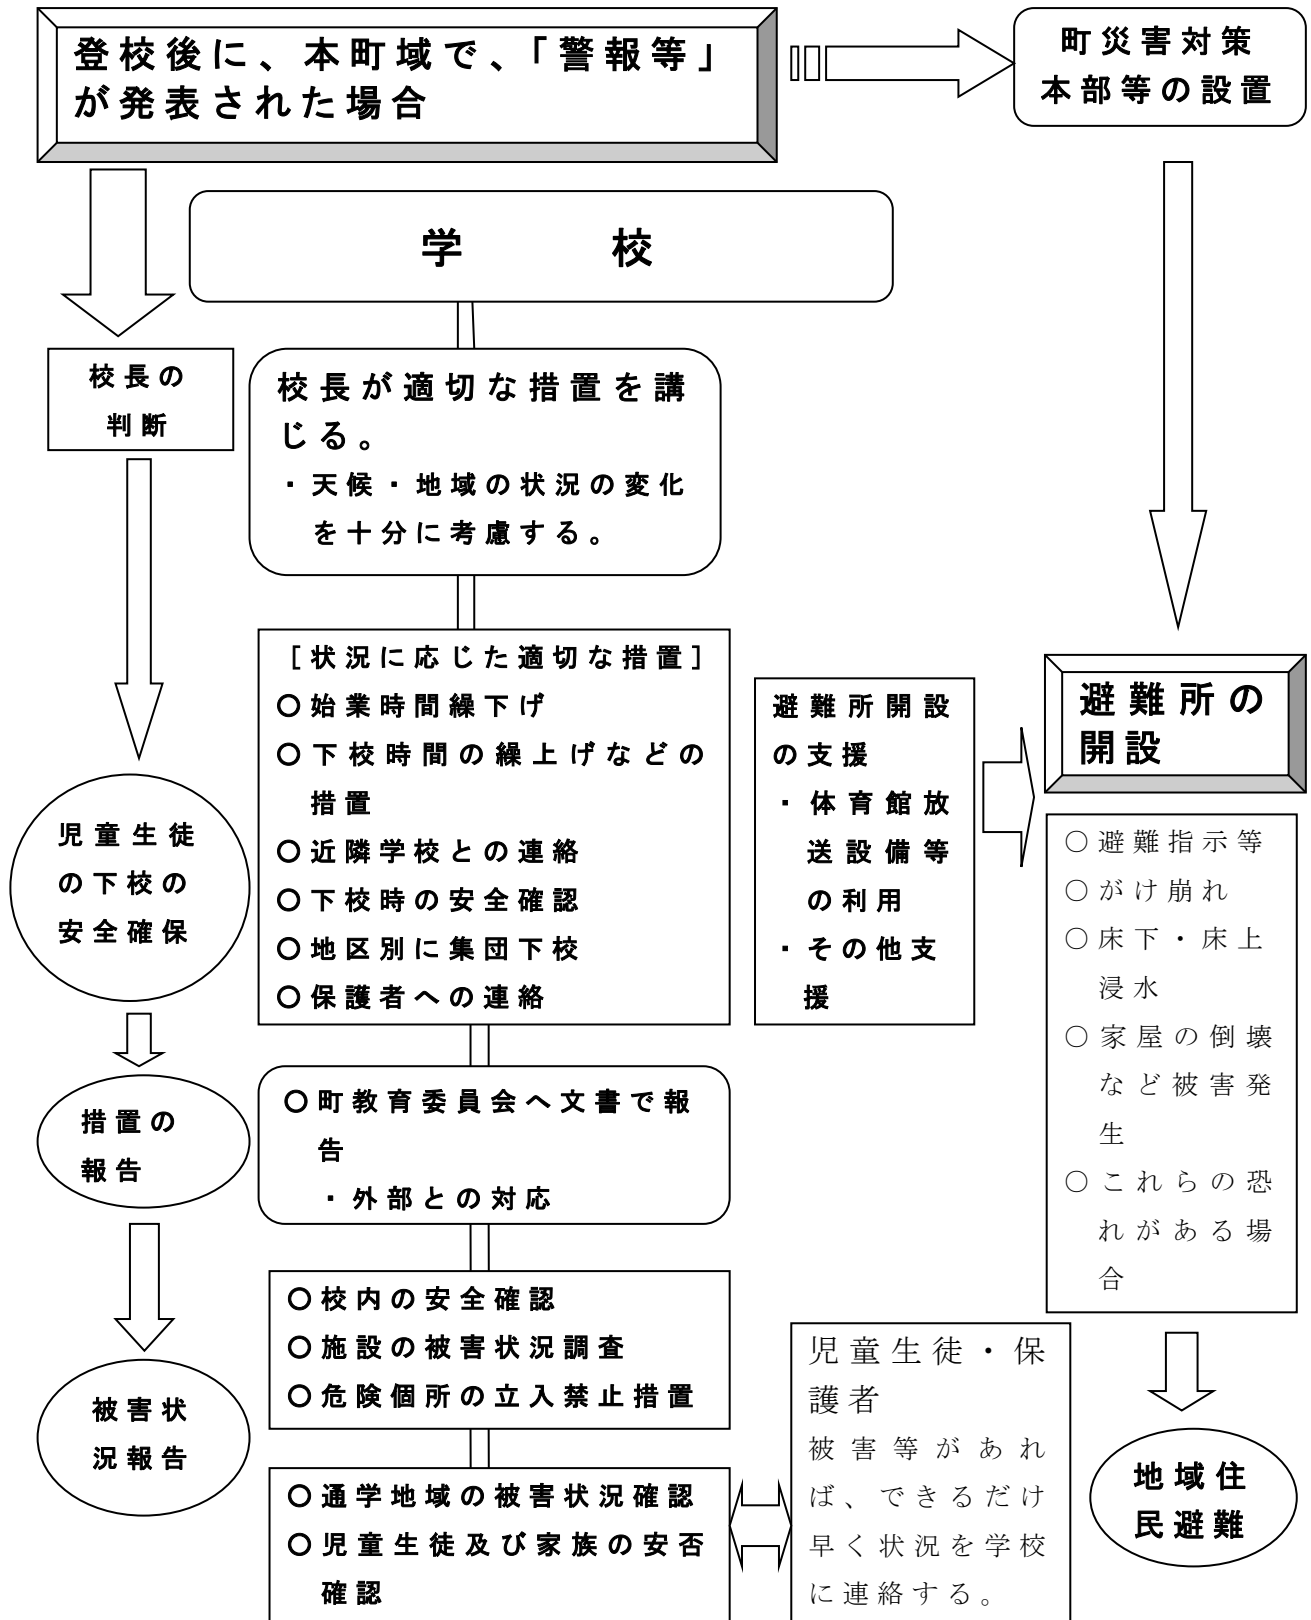 登校後に、本町域で、「警報等」
が発表された場合
町災害対策
本部等の設置
学　　校
校長の
判断
校長が適切な措置を講
じる。
・天候・地域の状況の変化
を十分に考慮する。
［状況に応じた適切な措置］
○始業時間繰下げ
○下校時間の繰上げなどの
措置
○近隣学校との連絡
○下校時の安全確認
○地区別に集団下校
○保護者への連絡
避難所開設
の支援
・体育館放
送設備等
の利用
・その他支
援
避難所の
開設
○避難指示等
○がけ崩れ
○床下・床上
浸水
○家屋の倒壊
など被害発
生
○これらの恐
れがある場
合
児童生徒
の下校の
安全確保
措置の
報告
○町教育委員会へ文書で報
告
・外部との対応
○校内の安全確認
○施設の被害状況調査
○危険個所の立入禁止措置
被害状
況報告
○通学地域の被害状況確認
○児童生徒及び家族の安否
確認
児童生徒・保
護者
被害等があれ
ば、できるだけ
早く状況を学校
に連絡する。
地域住
民避難